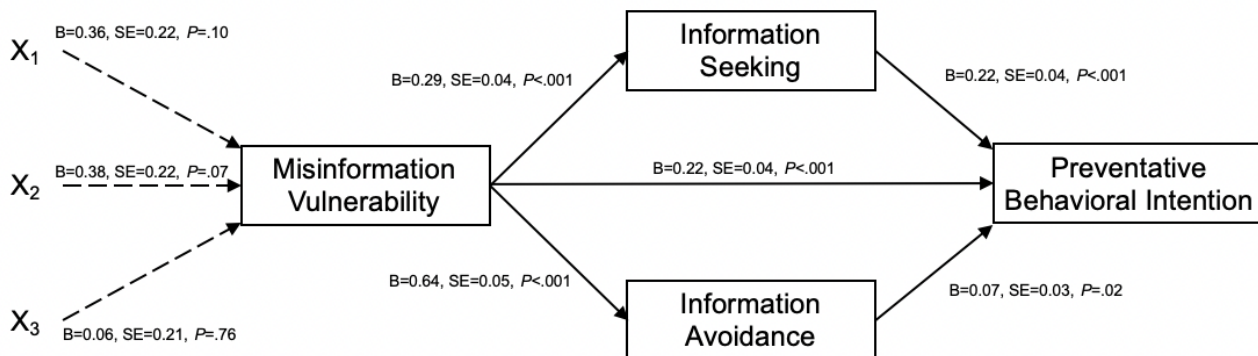 B=0.36, SE=0.22, P=.10
X1
Information
Seeking
B=0.29, SE=0.04, P<.001
B=0.22, SE=0.04, P<.001
B=0.38, SE=0.22, P=.07
X2
Misinformation
Vulnerability
B=0.22, SE=0.04, P<.001
Preventative
Behavioral Intention
B=0.64, SE=0.05, P<.001
B=0.07, SE=0.03, P=.02
X3
B=0.06, SE=0.21, P=.76
Information
Avoidance